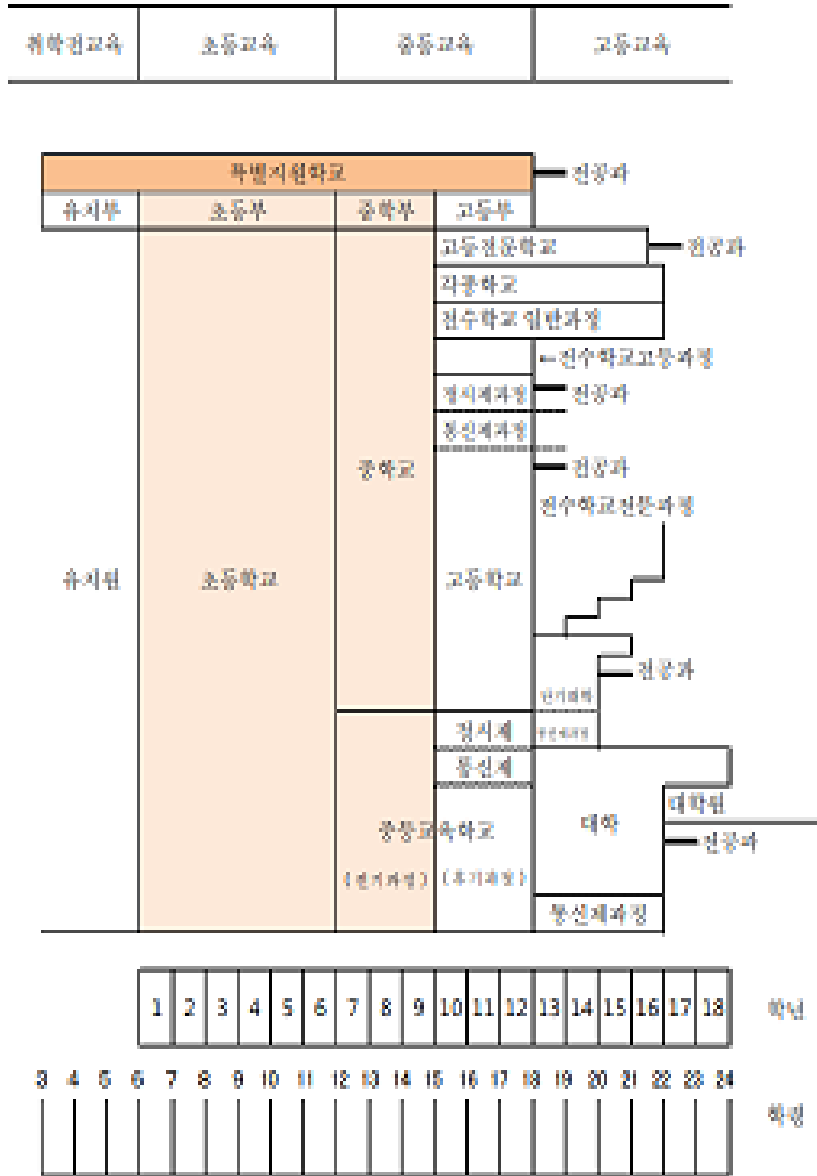 취학전교육 초등교육 중등교육 고등교육
특별지원학교 전공과
유치부 초등부 중학부 고등부
고등전문학교 전공과
각종학교
전수학교 일반과정
전수학교고등과정
정시제과정 전공과
통신제과정
중학교 전공과
전수학교전문과정
유치원 초등학교 고등학교
전공과
단기대학
정시제 통신제과정
통신제
대학원
중등교육학교 대학 전공과
(전기과정) (후기과정)
통신제과정
1 2 3 4 5 6 7 8 9 10 11 12 13 14 15 16 17 18 학년
3 4 5 6 7 8 9 10 11 12 13 14 15 16 17 18 19 20 21 22 23 24
학령